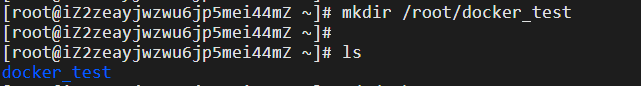 [root@iZ2zeayjwzwu6jp5mei44mZ ~]# mkdir /root/docker_test
[root@iZ2zeayjwzwu6jp5mei44mZ ~]#
[root@iZ2zeayjwzwu6jp5mei44mZ ~]# ls
docker_test